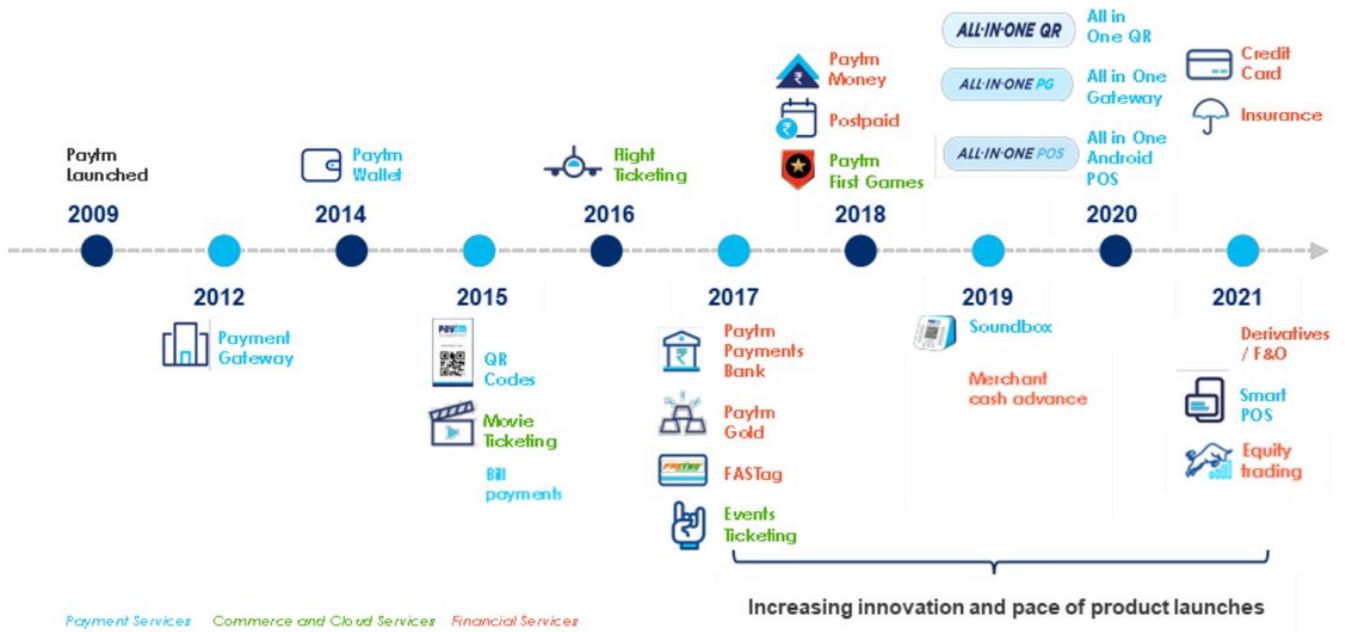 Paytm
Launched
2009
2012
Payment
Gateway
Paytm
Wallet
2014
2015
Paytm
QR
Codes
Movie
Ticketing
Bill
payments
Flight
Ticketing
2016
2017
Paytm
Payments
Bank
Paytm
Gold
FASTag
FASTag
Events
Ticketing
Paytm
Money
Postpaid
Paytm
First Games
2018
2019
Soundbox
Merchant
cash advance
ALL-IN-ONE QR
All in
One QR
ALL-IN-ONE PG
All in One
Gateway
ALL-IN-ONE POS
All in One
Android
POS
2020
Credit
Card
Insurance
2021
Derivatives
/ F&O
Smart
POS
Equity
trading
Increasing innovation and pace of product launches
Payment Services Commerce and Cloud Services Financial Services